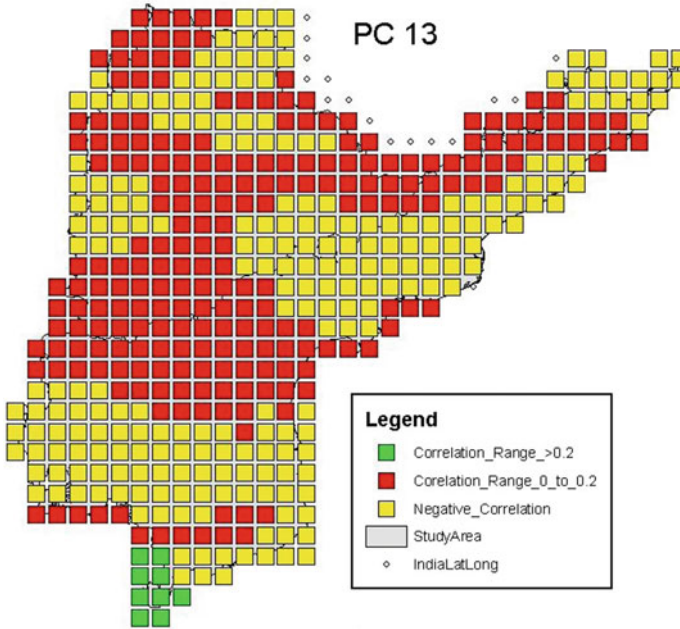 PC 13
Legend
Correlation_Range_>0.2
Corelation_Range_0_to_0.2
Negative_Correlation
StudyArea
IndiaLatLong